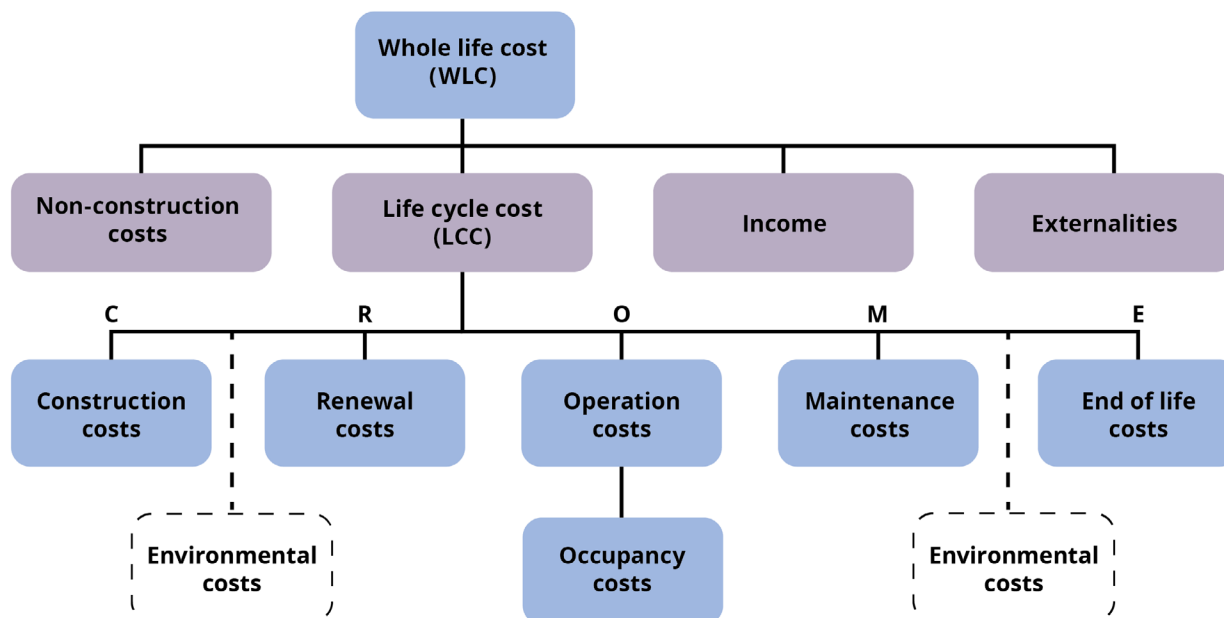 Whole life cost
(WLC)
Non-construction
costs
Life cycle cost
(LCC)
Income
Externalities
C
R
O
M
E
Construction
costs
Renewal
costs
Operation
costs
Maintenance
costs
End of life
costs
Environmental
costs
Occupancy
costs
Environmental
costs